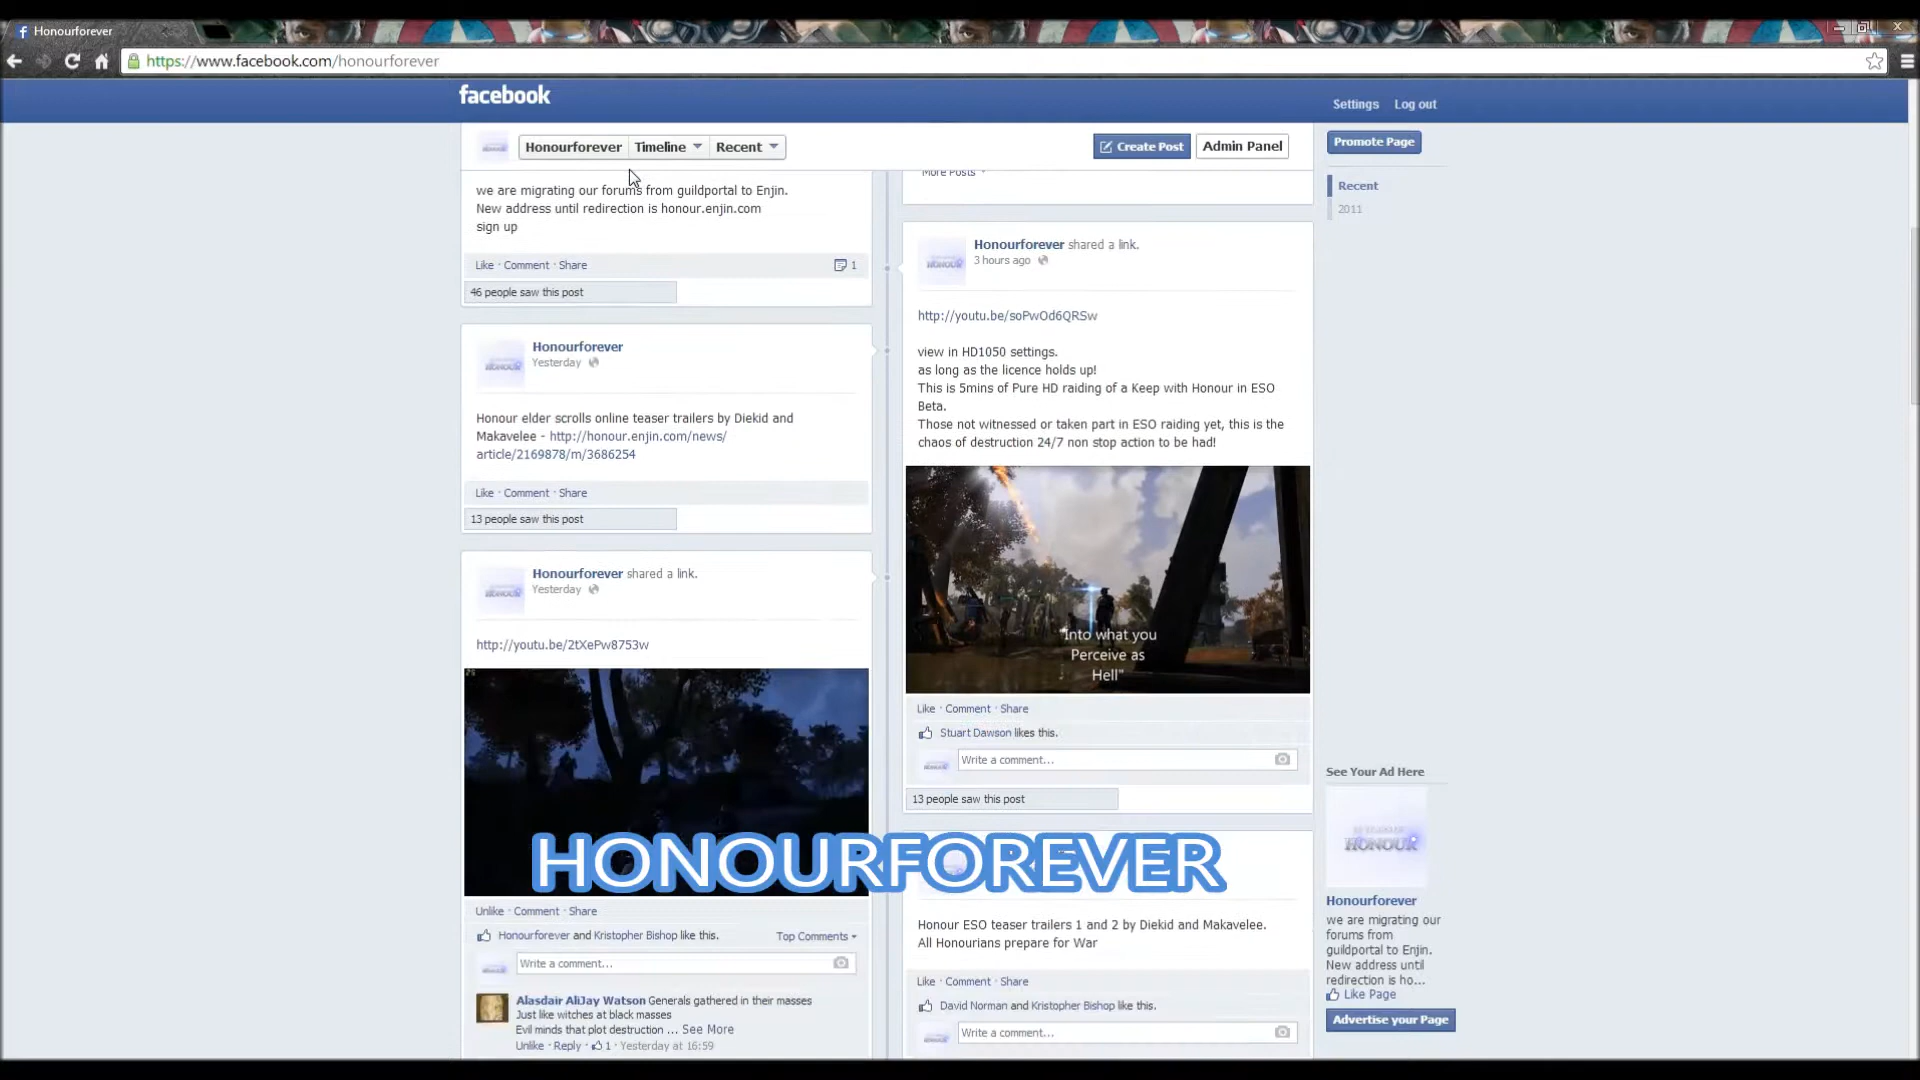 Honourforever
https://www.facebook.com/honourforever
facebook
Settings
Log out
Honourforever
Timeline
Recent
Create Post
Admin Panel
Promote Page
Recent
2011
we are migrating our forums from guildportal to Enjin.
New address until redirection is honour.enjin.com
sign up
Like · Comment · Share
1
46 people saw this post
Honourforever
Yesterday
Honour elder scrolls online teaser trailers by Diekid and
Makavelee - http://honour.enjin.com/news/
article/2169878/m/3686254
Like · Comment · Share
13 people saw this post
Honourforever shared a link.
Yesterday
http://youtu.be/2tXePw8753w
Unlike · Comment · Share
Honourforever and Kristopher Bishop like this.
Top Comments
Write a comment...
Alasdair AliJay Watson Generals gathered in their masses
Just like witches at black masses
Evil minds that plot destruction ... See More
Unlike · Reply · 1 · Yesterday at 16:59
More Posts
Honourforever shared a link.
3 hours ago
HONOUR
http://youtu.be/soPwOd6QRSw
view in HD1050 settings.
as long as the licence holds up!
This is 5mins of Pure HD raiding of a Keep with Honour in ESO
Beta.
Those not witnessed or taken part in ESO raiding yet, this is the
chaos of destruction 24/7 non stop action to be had!
"Into what you
Perceive as
Hell"
Like · Comment · Share
Stuart Dawson likes this.
Write a comment...
13 people saw this post
HONOURFOREVER
Honour ESO teaser trailers 1 and 2 by Diekid and Makavelee.
All Honourians prepare for War
Like · Comment · Share
David Norman and Kristopher Bishop like this.
Write a comment...
See Your Ad Here
HONOUR
Honourforever
we are migrating our
forums from
guildportal to Enjin.
New address until
redirection is ho...
Like Page
Advertise your Page